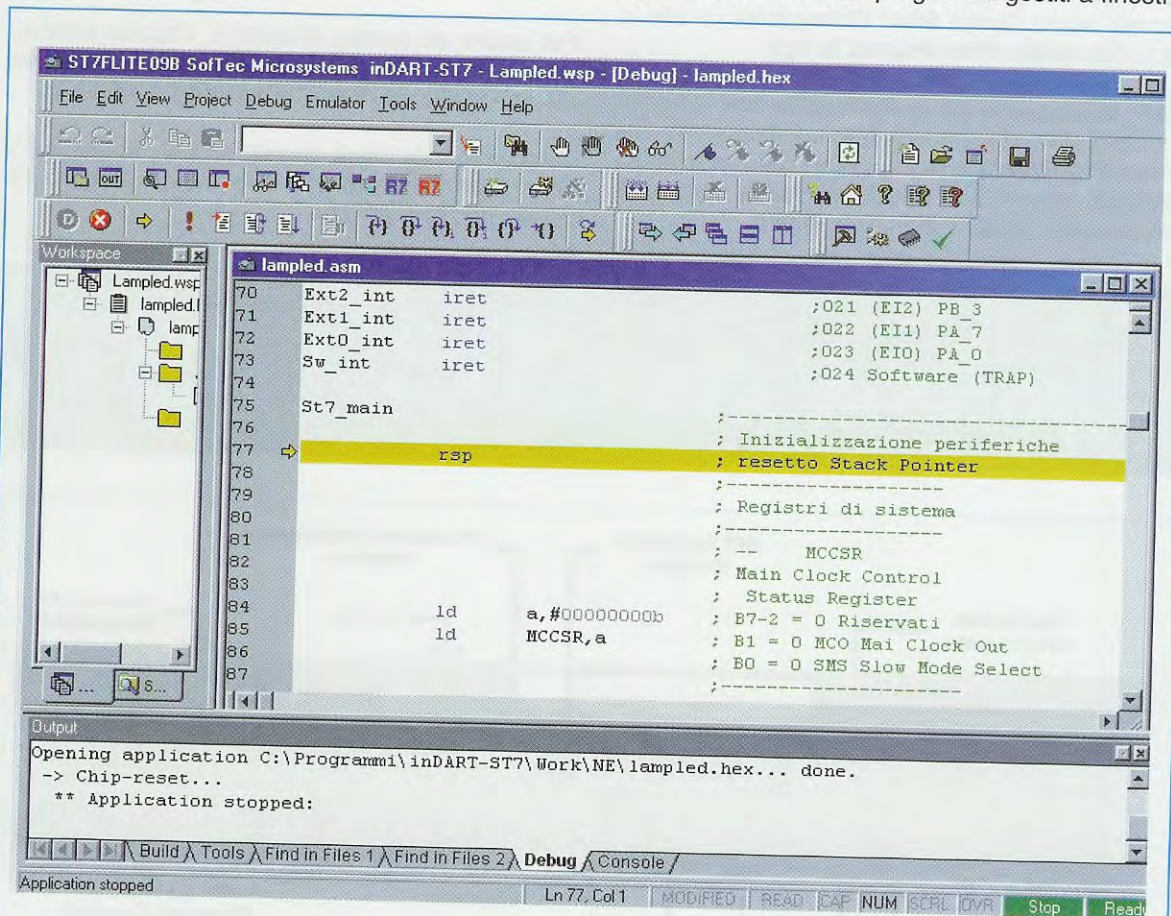 gestiti a finestr
ST7FLITE09B SofTec Microsystems inDART-ST7 - Lampled.wsp - [Debug] - lampled.hex
File Edit View Project Debug Emulator Tools Window Help
OUT R7 R7
Workspace
Lampled.wsp
lampled.
lamp
S...
lampled.asm
70 Ext2_int iret ;021 (EI2) PB_3
71 Ext1_int iret ;022 (EI1) PA_7
72 Ext0_int iret ;023 (EI0) PA_0
73 Sw_int iret ;024 Software (TRAP)
74
75 St7_main ;-----------------------------------
76 ; Inizializzazione periferiche
77 rsp ; resetto Stack Pointer
78 ;--------------------
79 ; Registri di sistema
80 ;--------------------
81 ; -- MCCSR
82 ; Main Clock Control
83 ; Status Register
84 ld a,#00000000b ; B7-2 = 0 Riservati
85 ld MCCSR,a ; B1 = 0 MCO Mai Clock Out
86 ; B0 = 0 SMS Slow Mode Select
87 ;-----------------------
Output
Opening application C:\Programmi\inDART-ST7\Work\NE\lampled.hex... done.
-> Chip-reset...
** Application stopped:
Build Tools Find in Files 1 Find in Files 2 Debug Console
Application stopped Ln 77, Col 1 MODIFIED READ CAP NUM SCRL OVR Stop Ready